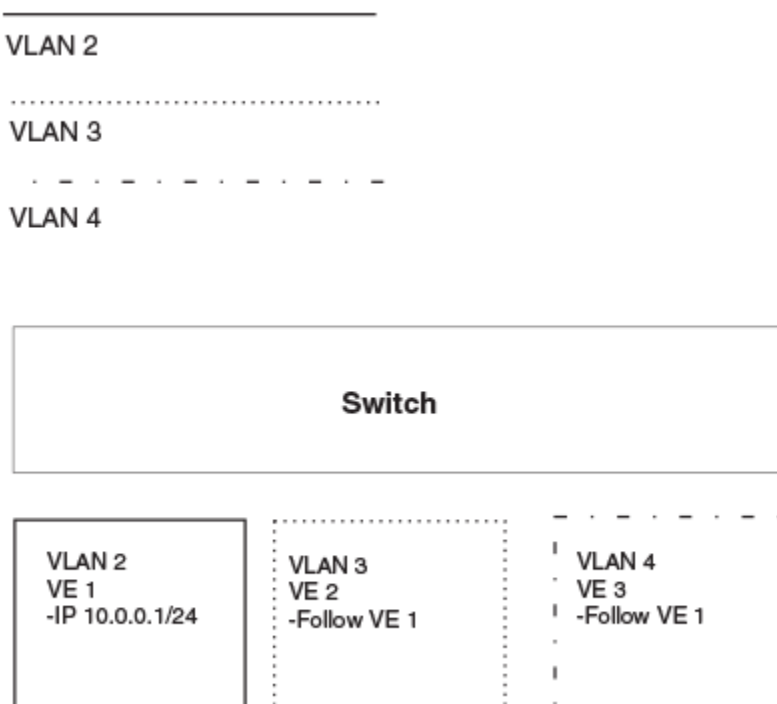 VLAN 2
VLAN 3
VLAN 4
Switch
VLAN 2
VE 1
-IP 10.0.0.1/24
VLAN 3
VE 2
-Follow VE 1
VLAN 4
VE 3
-Follow VE 1